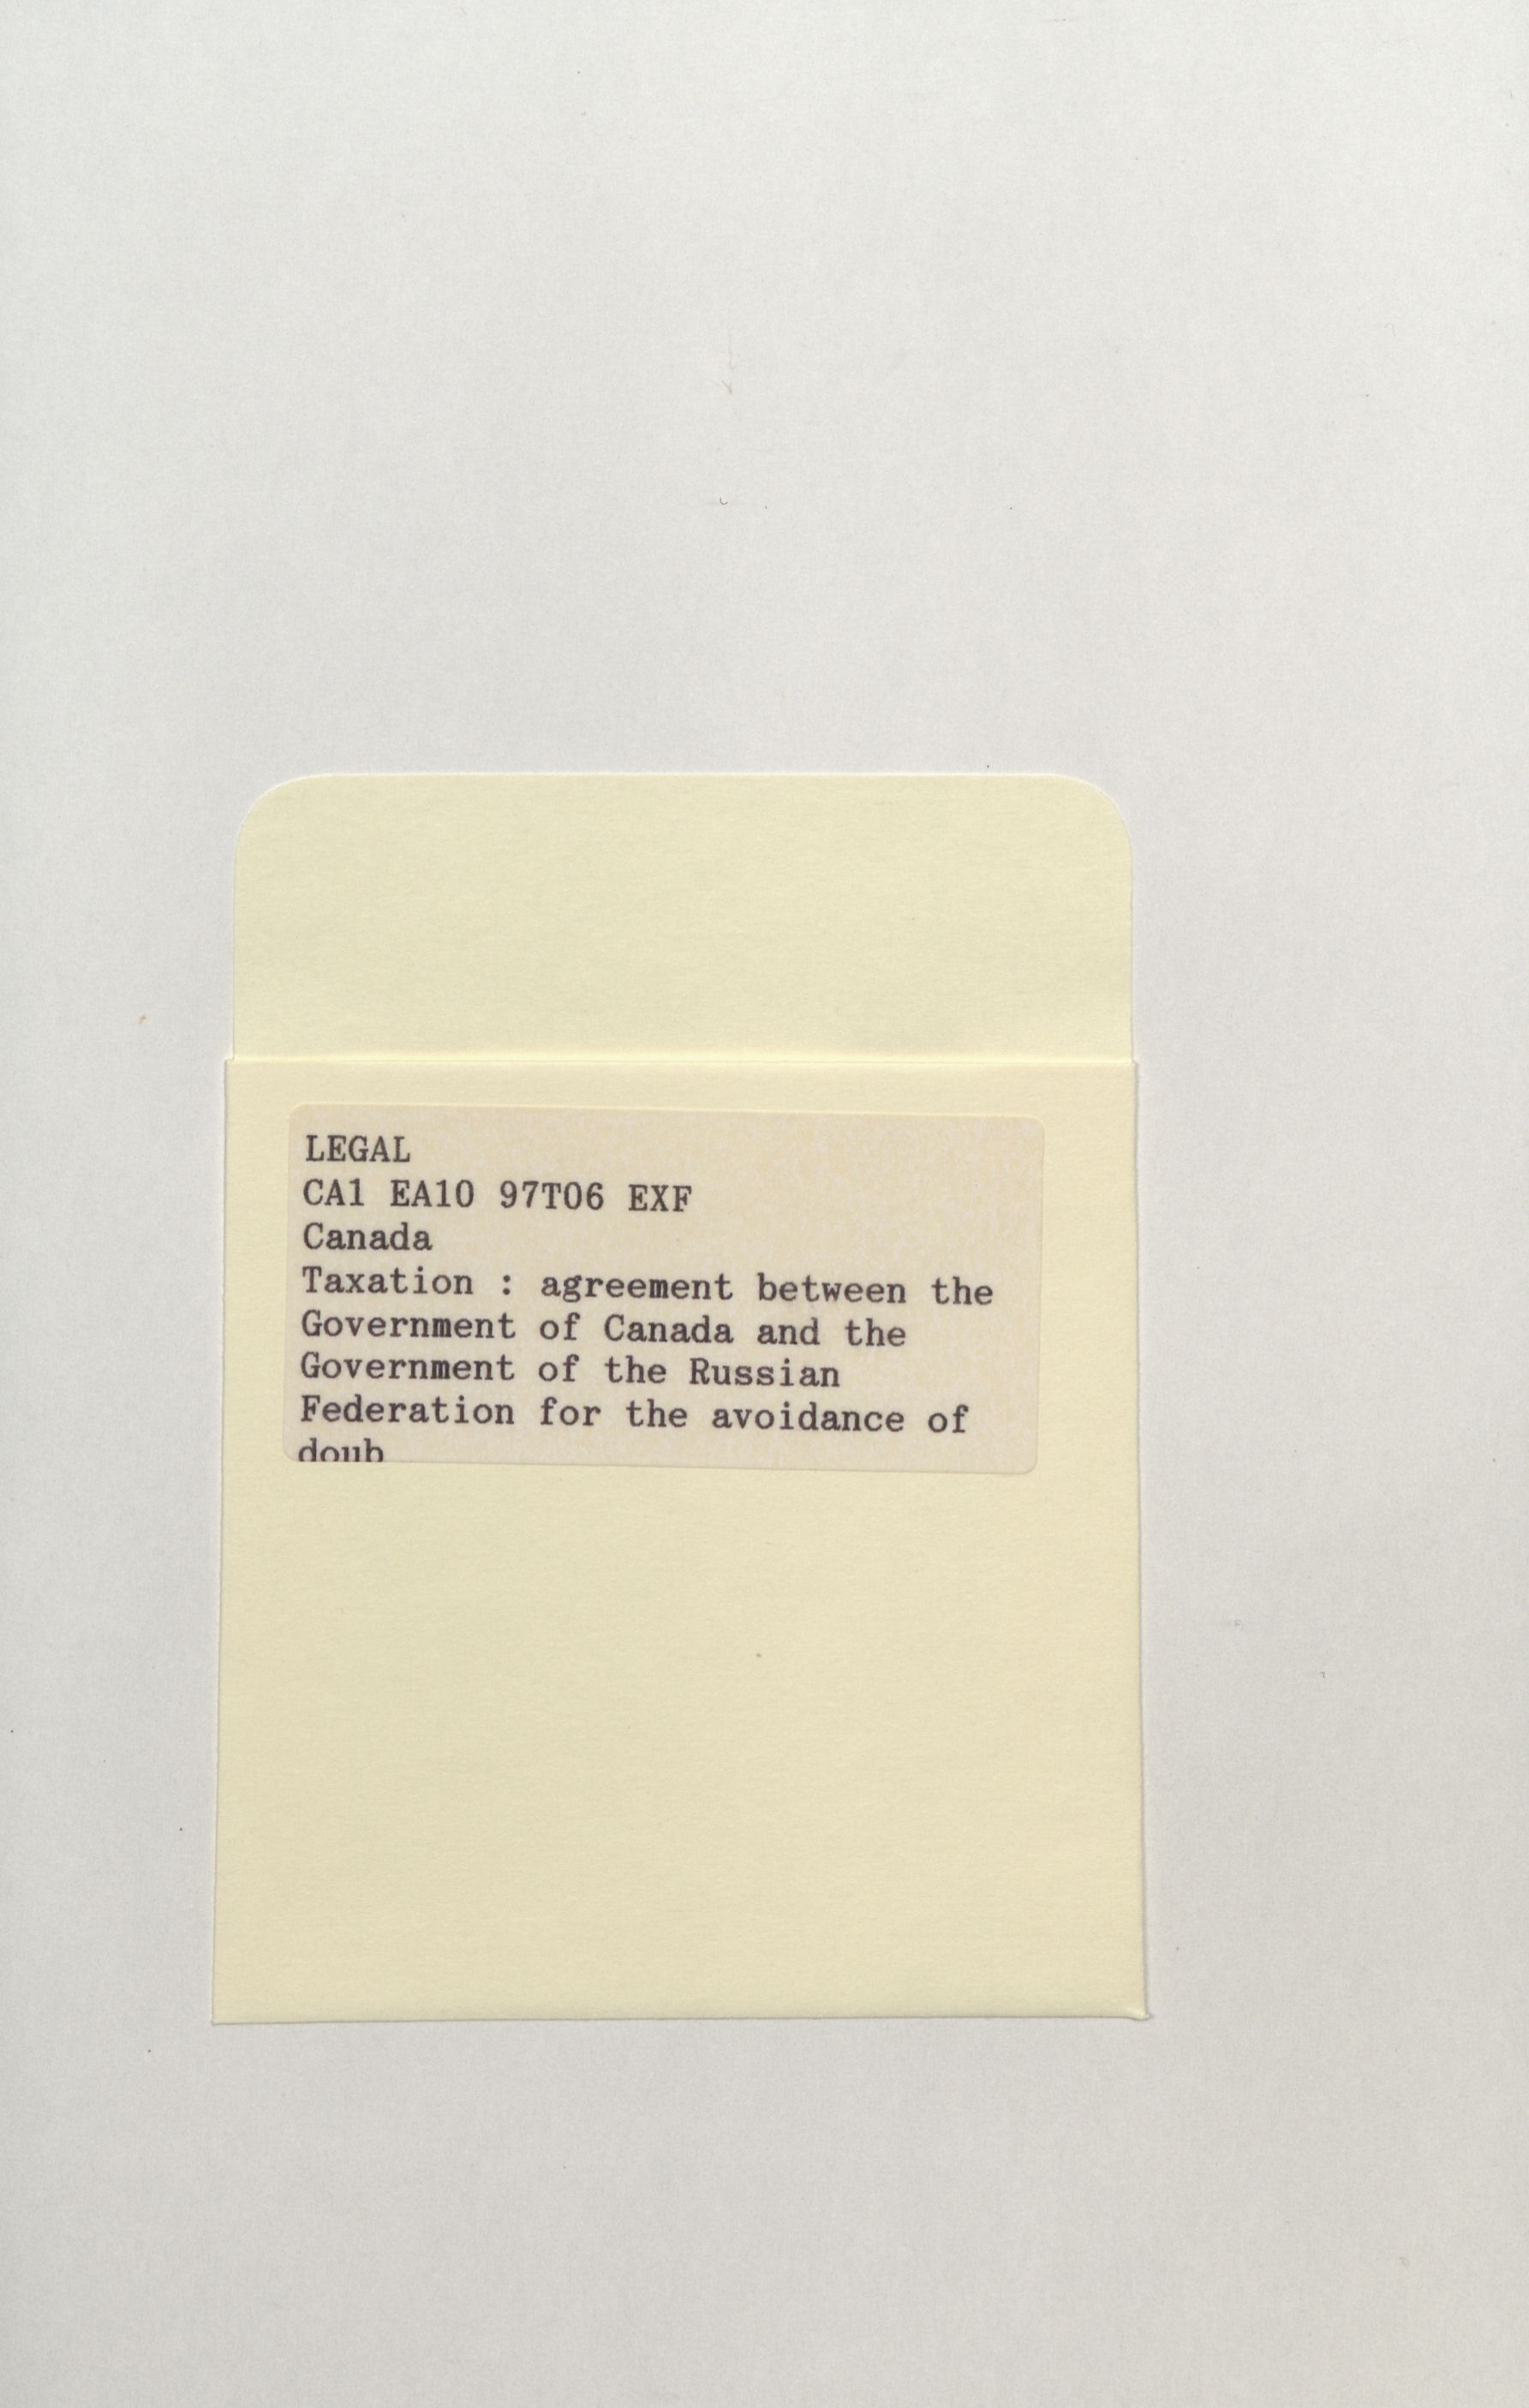 LEGAL
CA1 EA10 97T06 EXF
Canada
Taxation : agreement between the
Government of Canada and the
Government of the Russian
Federation for the avoidance of
doub